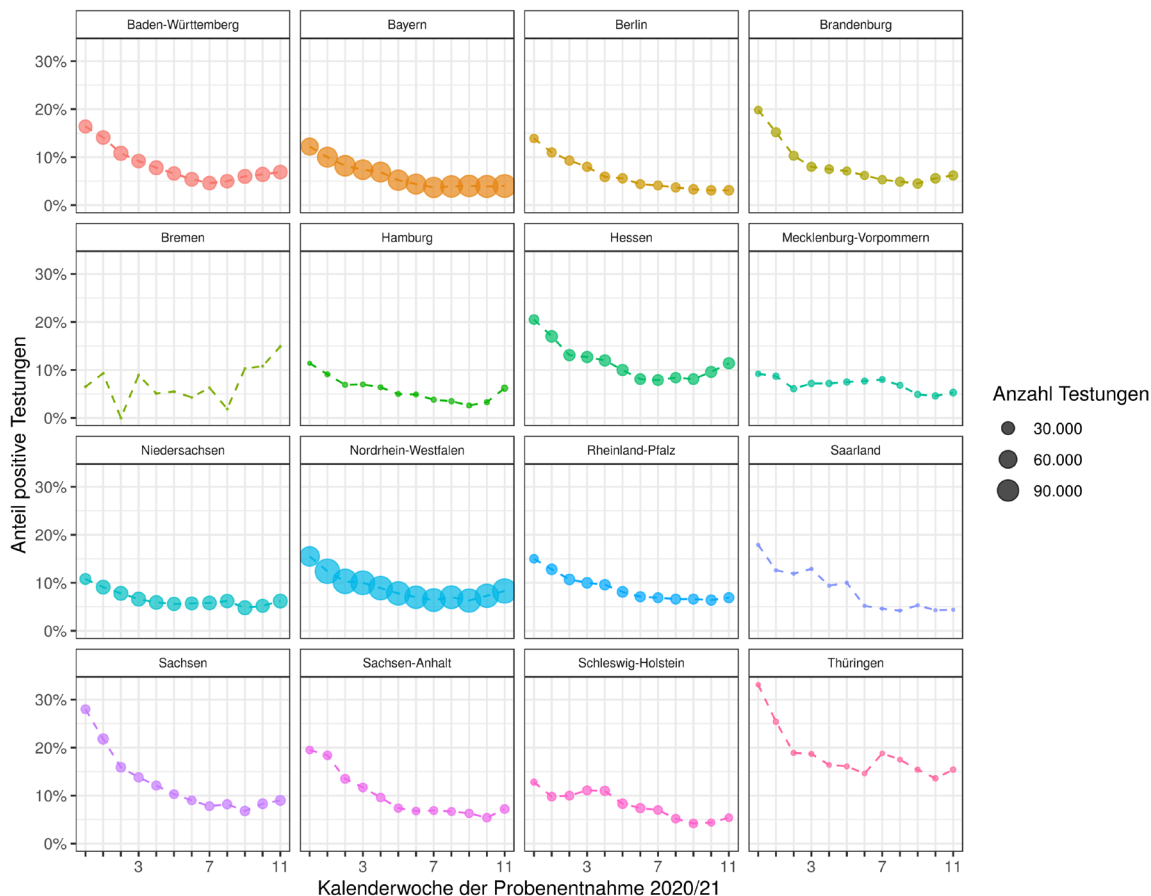 Baden-Württemberg Bayern Berlin Brandenburg
30%
20%
10%
0%
Bremen Hamburg Hessen Mecklenburg-Vorpommern
30%
20%
10%
0%
Niedersachsen Nordrhein-Westfalen Rheinland-Pfalz Saarland
30%
20%
10%
0%
Sachsen Sachsen-Anhalt Schleswig-Holstein Thüringen
30%
20%
10%
0%
3 7 11 3 7 11 3 7 11 3 7 11
Kalenderwoche der Probenentnahme 2020/21
Anteil positive Testungen
Anzahl Testungen
30.000
60.000
90.000